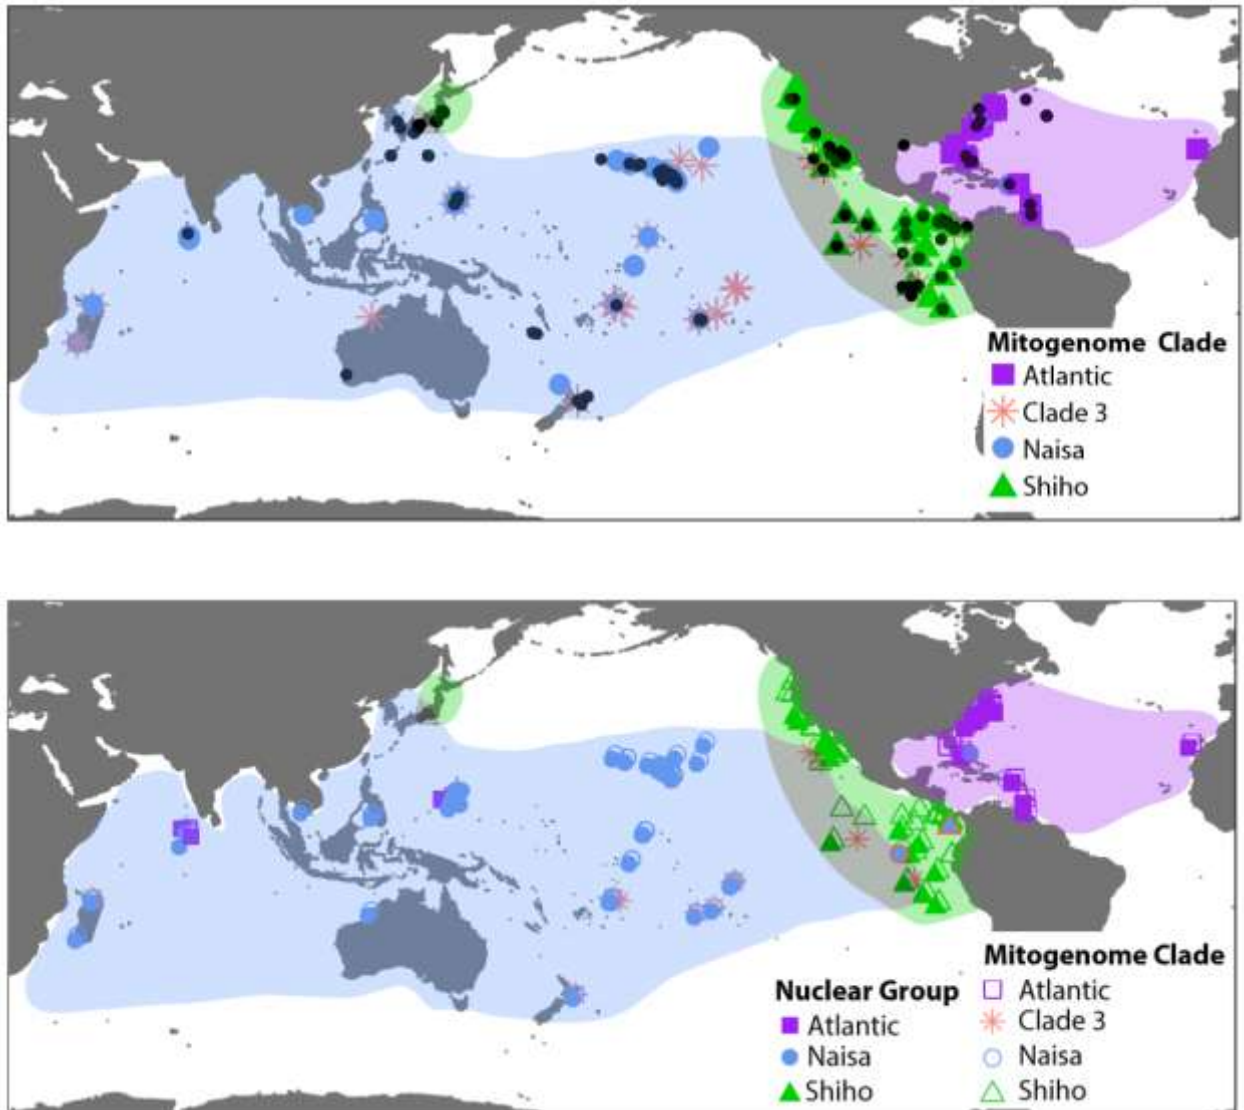 Mitogenome Clade
Atlantic
Clade 3
Naisa
Shiho
Nuclear Group
Atlantic
Naisa
Shiho
Mitogenome Clade
Atlantic
Clade 3
Naisa
Shiho